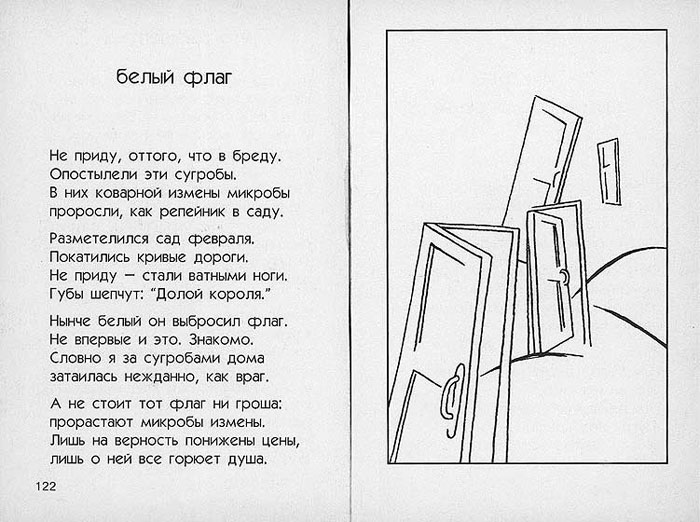 белый флаг
Не приду, оттого, что в бреду.
Опостылели эти сугробы.
В них коварной измены микробы
проросли, как репейник в саду.
Разметелился сад февраля.
Покатились кривые дороги.
Не приду – стали ватными ноги.
Губы шепчут: "Долой короля."
Нынче белый он выбросил флаг.
Не впервые и это. Знакомо.
Словно я за сугробами дома
затаилась нежданно, как враг.
А не стоит тот флаг ни гроша:
прорастают микробы измены.
Лишь на верность понижены цены,
лишь о ней все горюет душа.
122